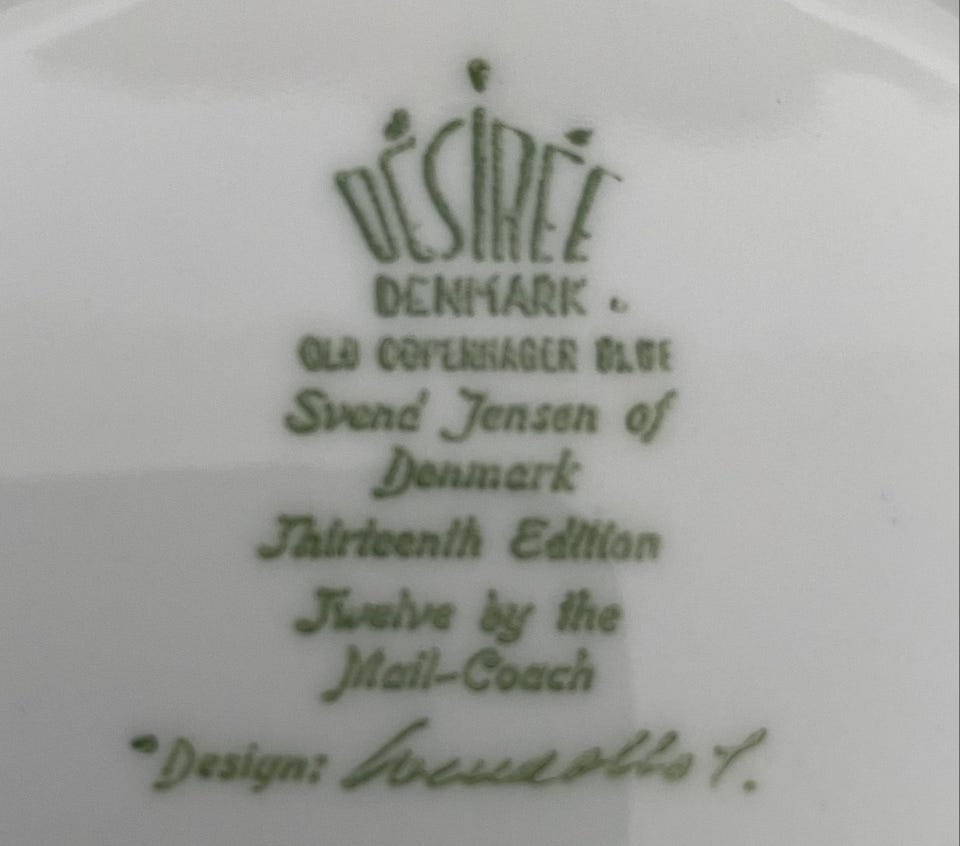 DÉSIRÉE
DENMARK
OLD COPENHAGEN BLUE
Svend Jensen of
Denmark
Thirteenth Edition
Twelve by the
Mail-Coach
Design: